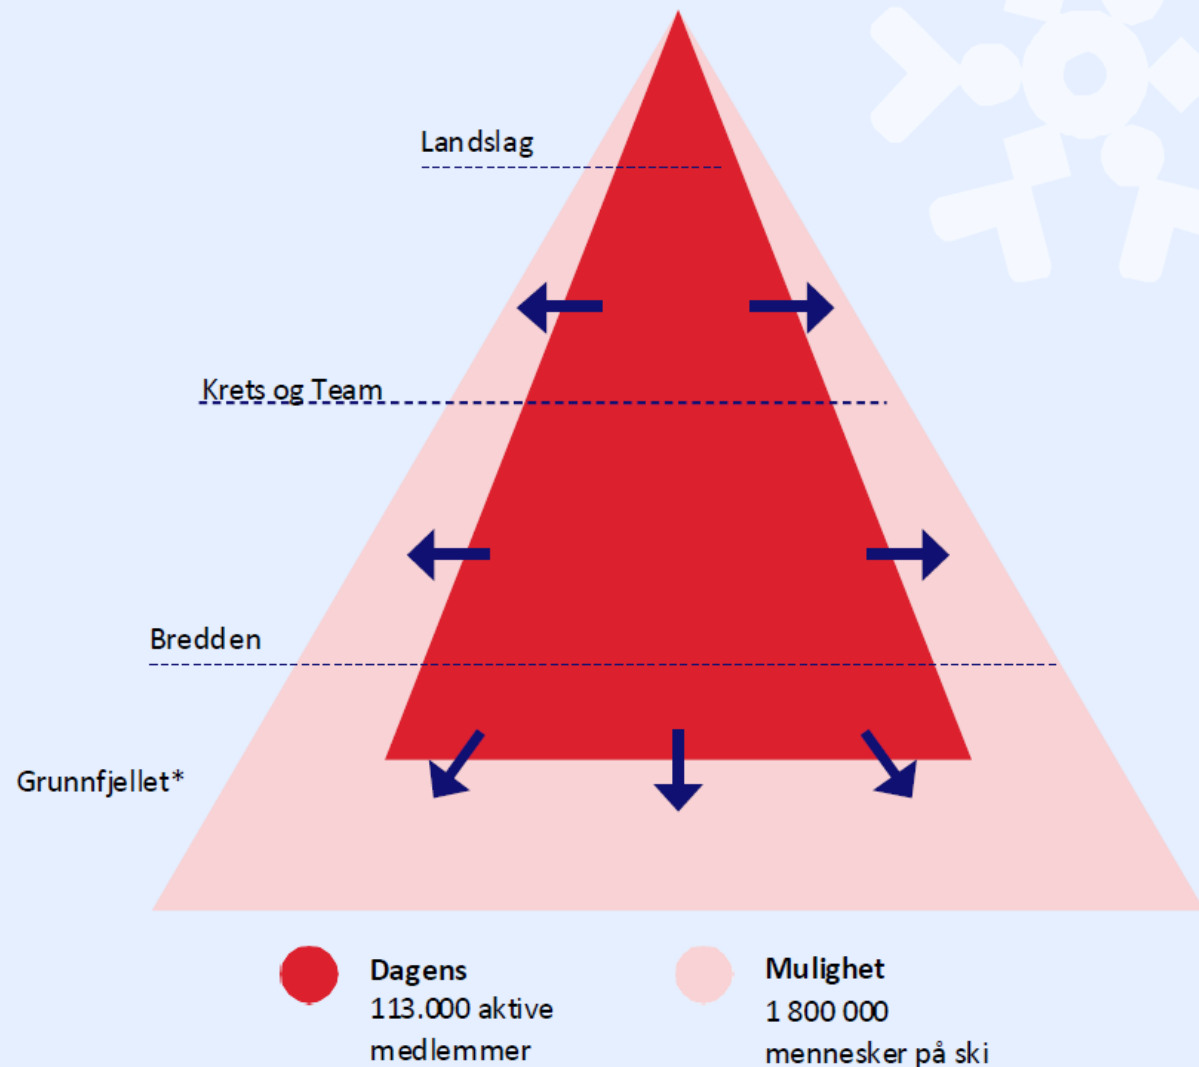 Landslag
Krets og Team
Bredden
Grunnfjellet*
Dagens
113.000 aktive
medlemmer
Mulighet
1 800 000
mennesker på ski